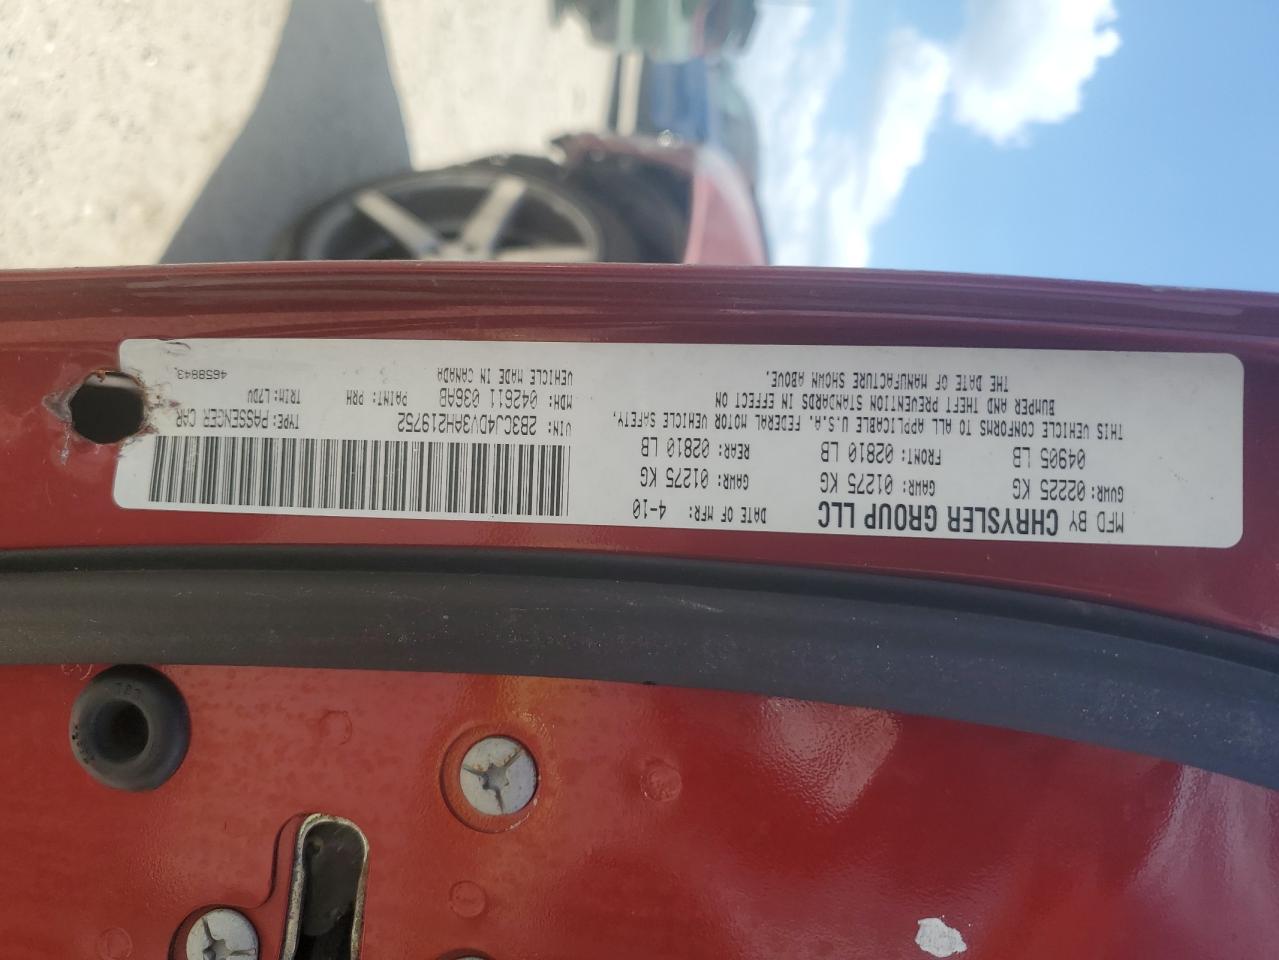 MFD BY CHRYSLER GROUP LLC
DATE OF MFR: 4-10
GVWR: 02225 KG
04905 LB
GAWR: 01275 KG
FRONT: 02810 LB
GAWR: 01275 KG
REAR: 02810 LB
THIS VEHICLE CONFORMS TO ALL APPLICABLE U.S.A. FEDERAL MOTOR VEHICLE SAFETY,
BUMPER AND THEFT PREVENTION STANDARDS IN EFFECT ON
THE DATE OF MANUFACTURE SHOWN ABOVE.
VIN: 2B3CJ4DV3AH219752
TYPE: PASSENGER CAR
MDH: 042611 036AB
PAINT: PRH
TRIM: L7DV
VEHICLE MADE IN CANADA
4658843